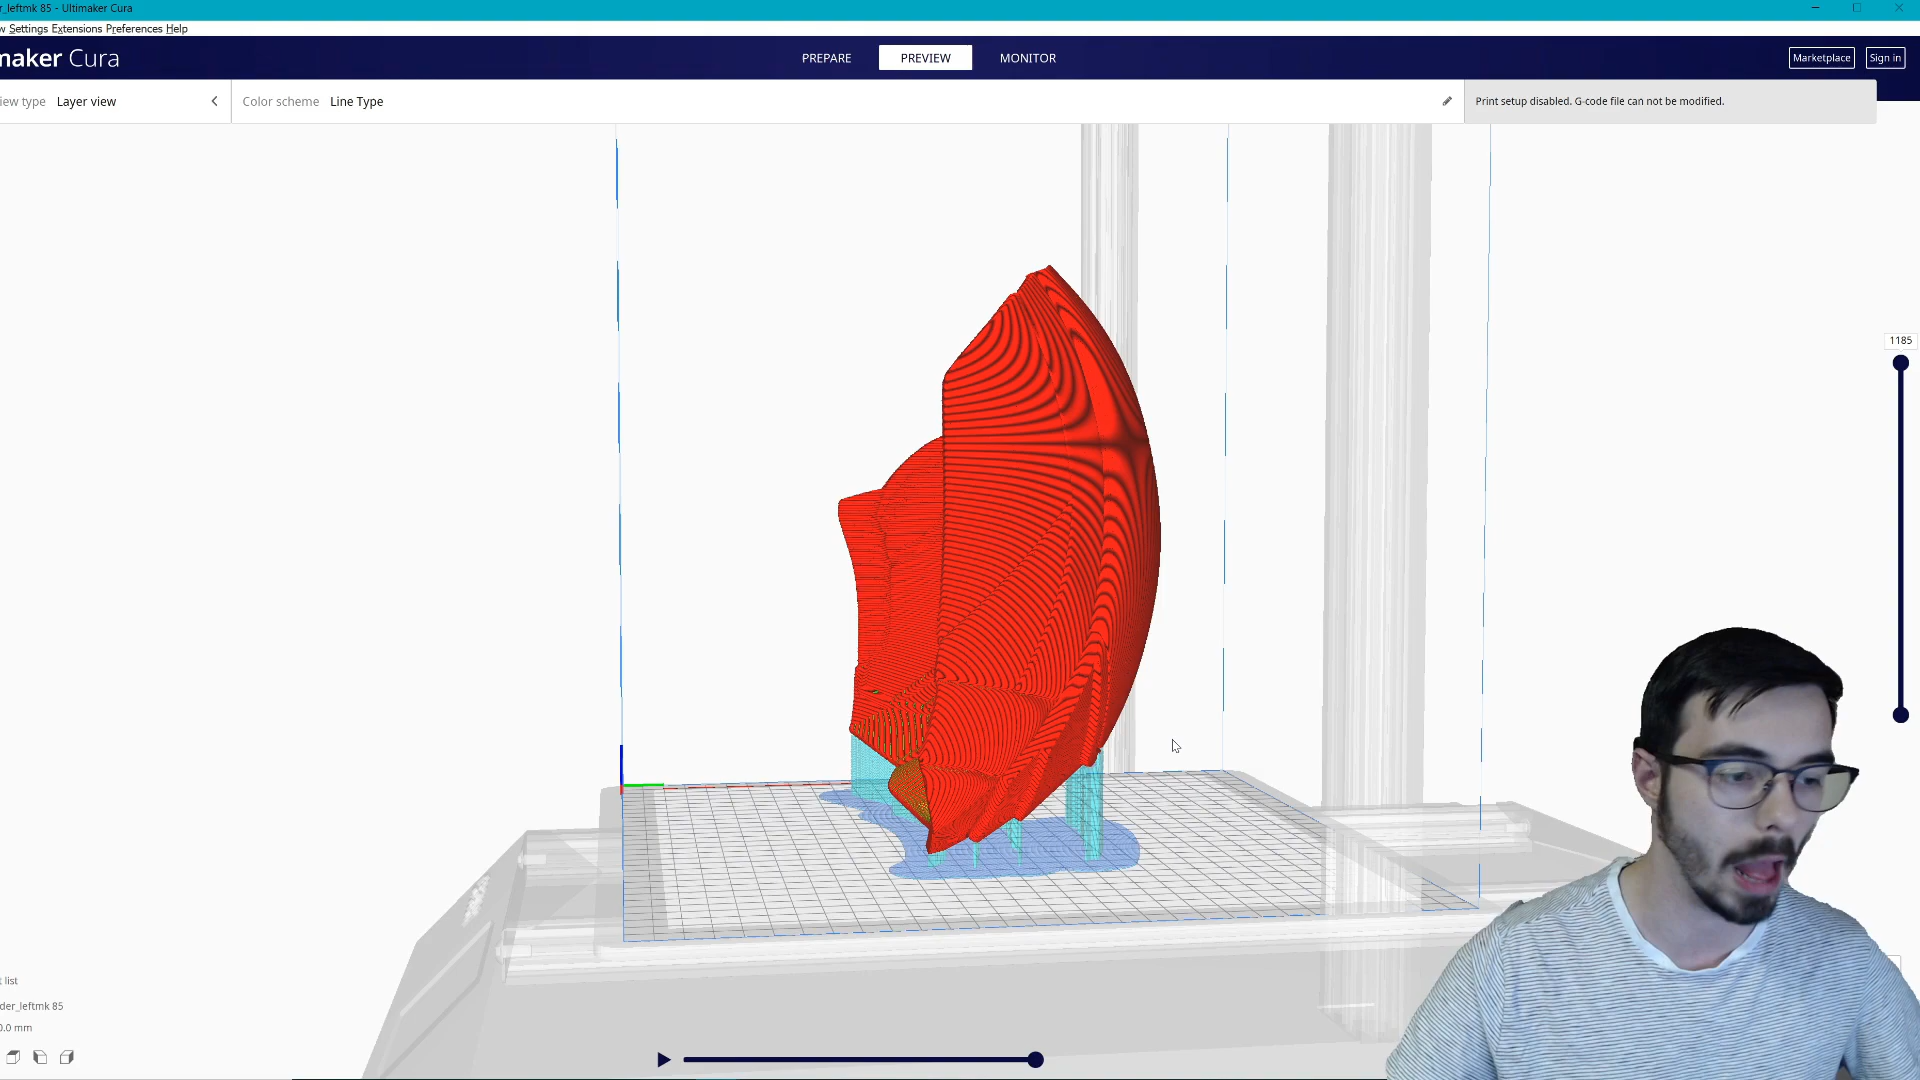 r_leftmk 85 - Ultimaker Cura
w Settings Extensions Preferences Help
maker Cura
PREPARE
PREVIEW
MONITOR
Marketplace
Sign in
iew type Layer view
Color scheme Line Type
Print setup disabled. G-code file can not be modified.
1185
t list
der_leftmk 85
0.0 mm